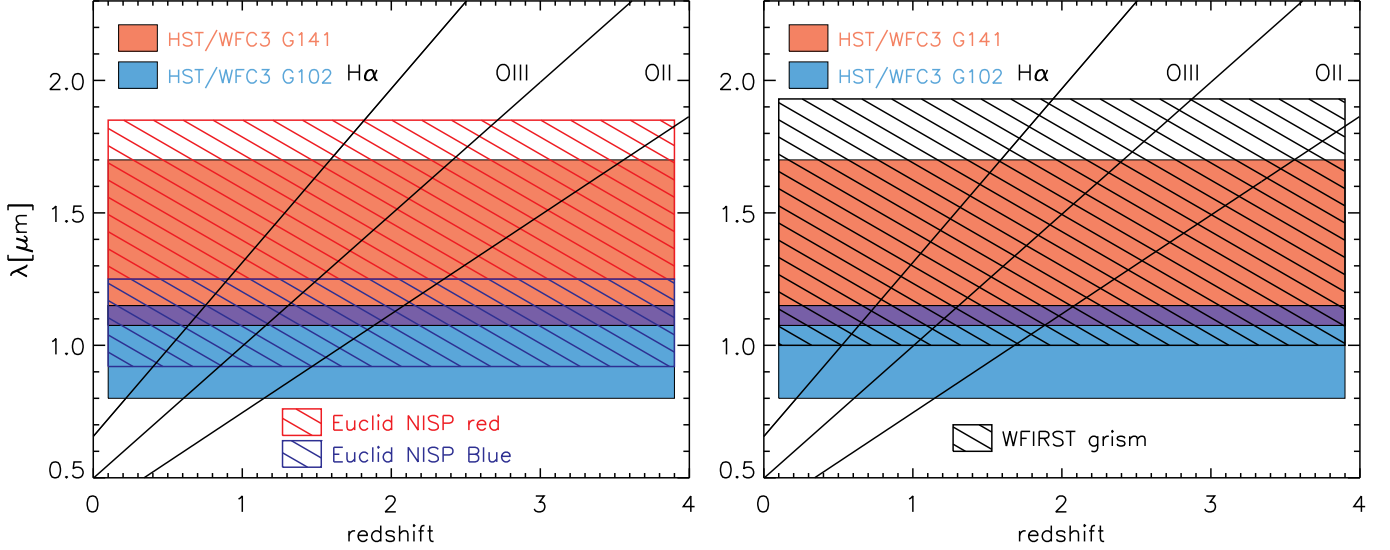 HST/WFC3 G141
HST/WFC3 G102
Hα
OIII
OII
2.0
1.5
1.0
0.5
λ[μm]
Euclid NISP red
Euclid NISP Blue
0 1 2 3 4
redshift
HST/WFC3 G141
HST/WFC3 G102
Hα
OIII
OII
2.0
1.5
1.0
0.5
WFIRST grism
0 1 2 3 4
redshift